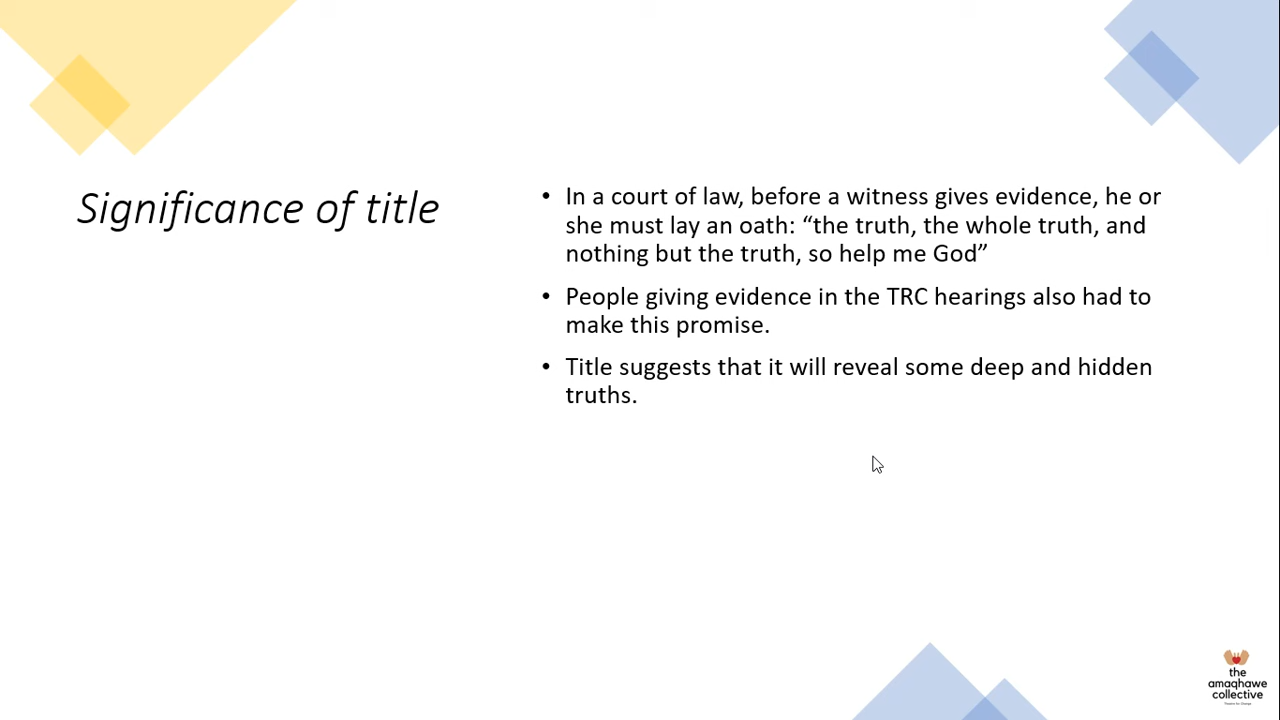 Significance of title
• In a court of law, before a witness gives evidence, he or
she must lay an oath: “the truth, the whole truth, and
nothing but the truth, so help me God”
• People giving evidence in the TRC hearings also had to
make this promise.
• Title suggests that it will reveal some deep and hidden
truths.
the
amaqhawe
collective